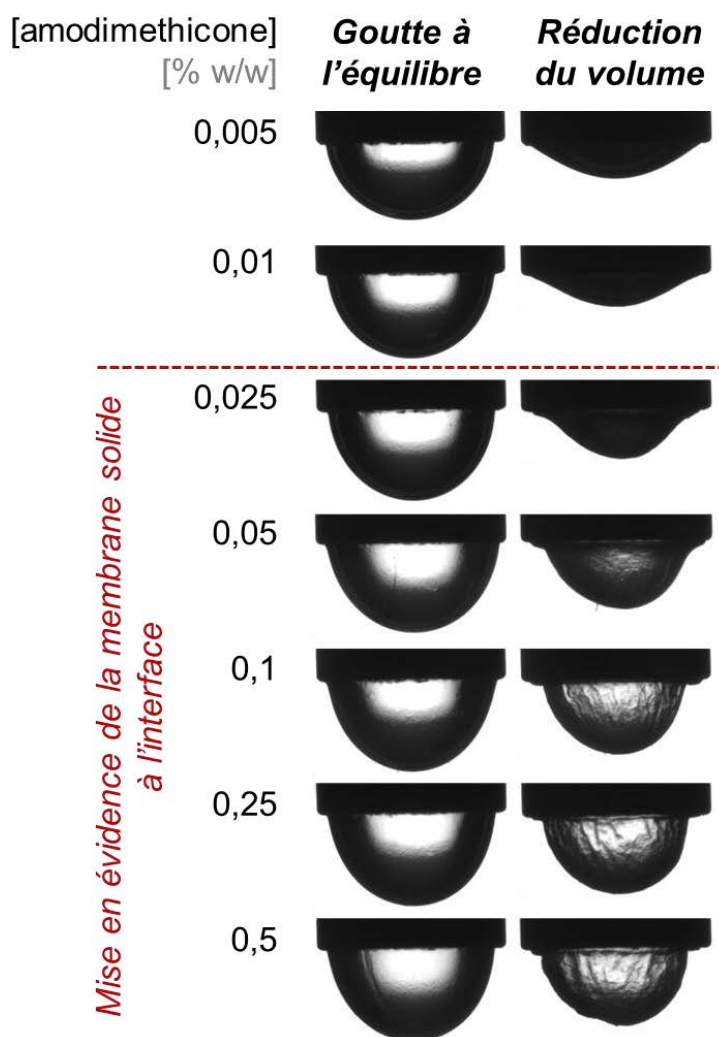 [amodimethicone]
[% w/w]
Goutte à
l'équilibre
Réduction
du volume
0,005
0,01
0,025
0,05
0,1
0,25
0,5
Mise en évidence de la membrane solide
à l'interface